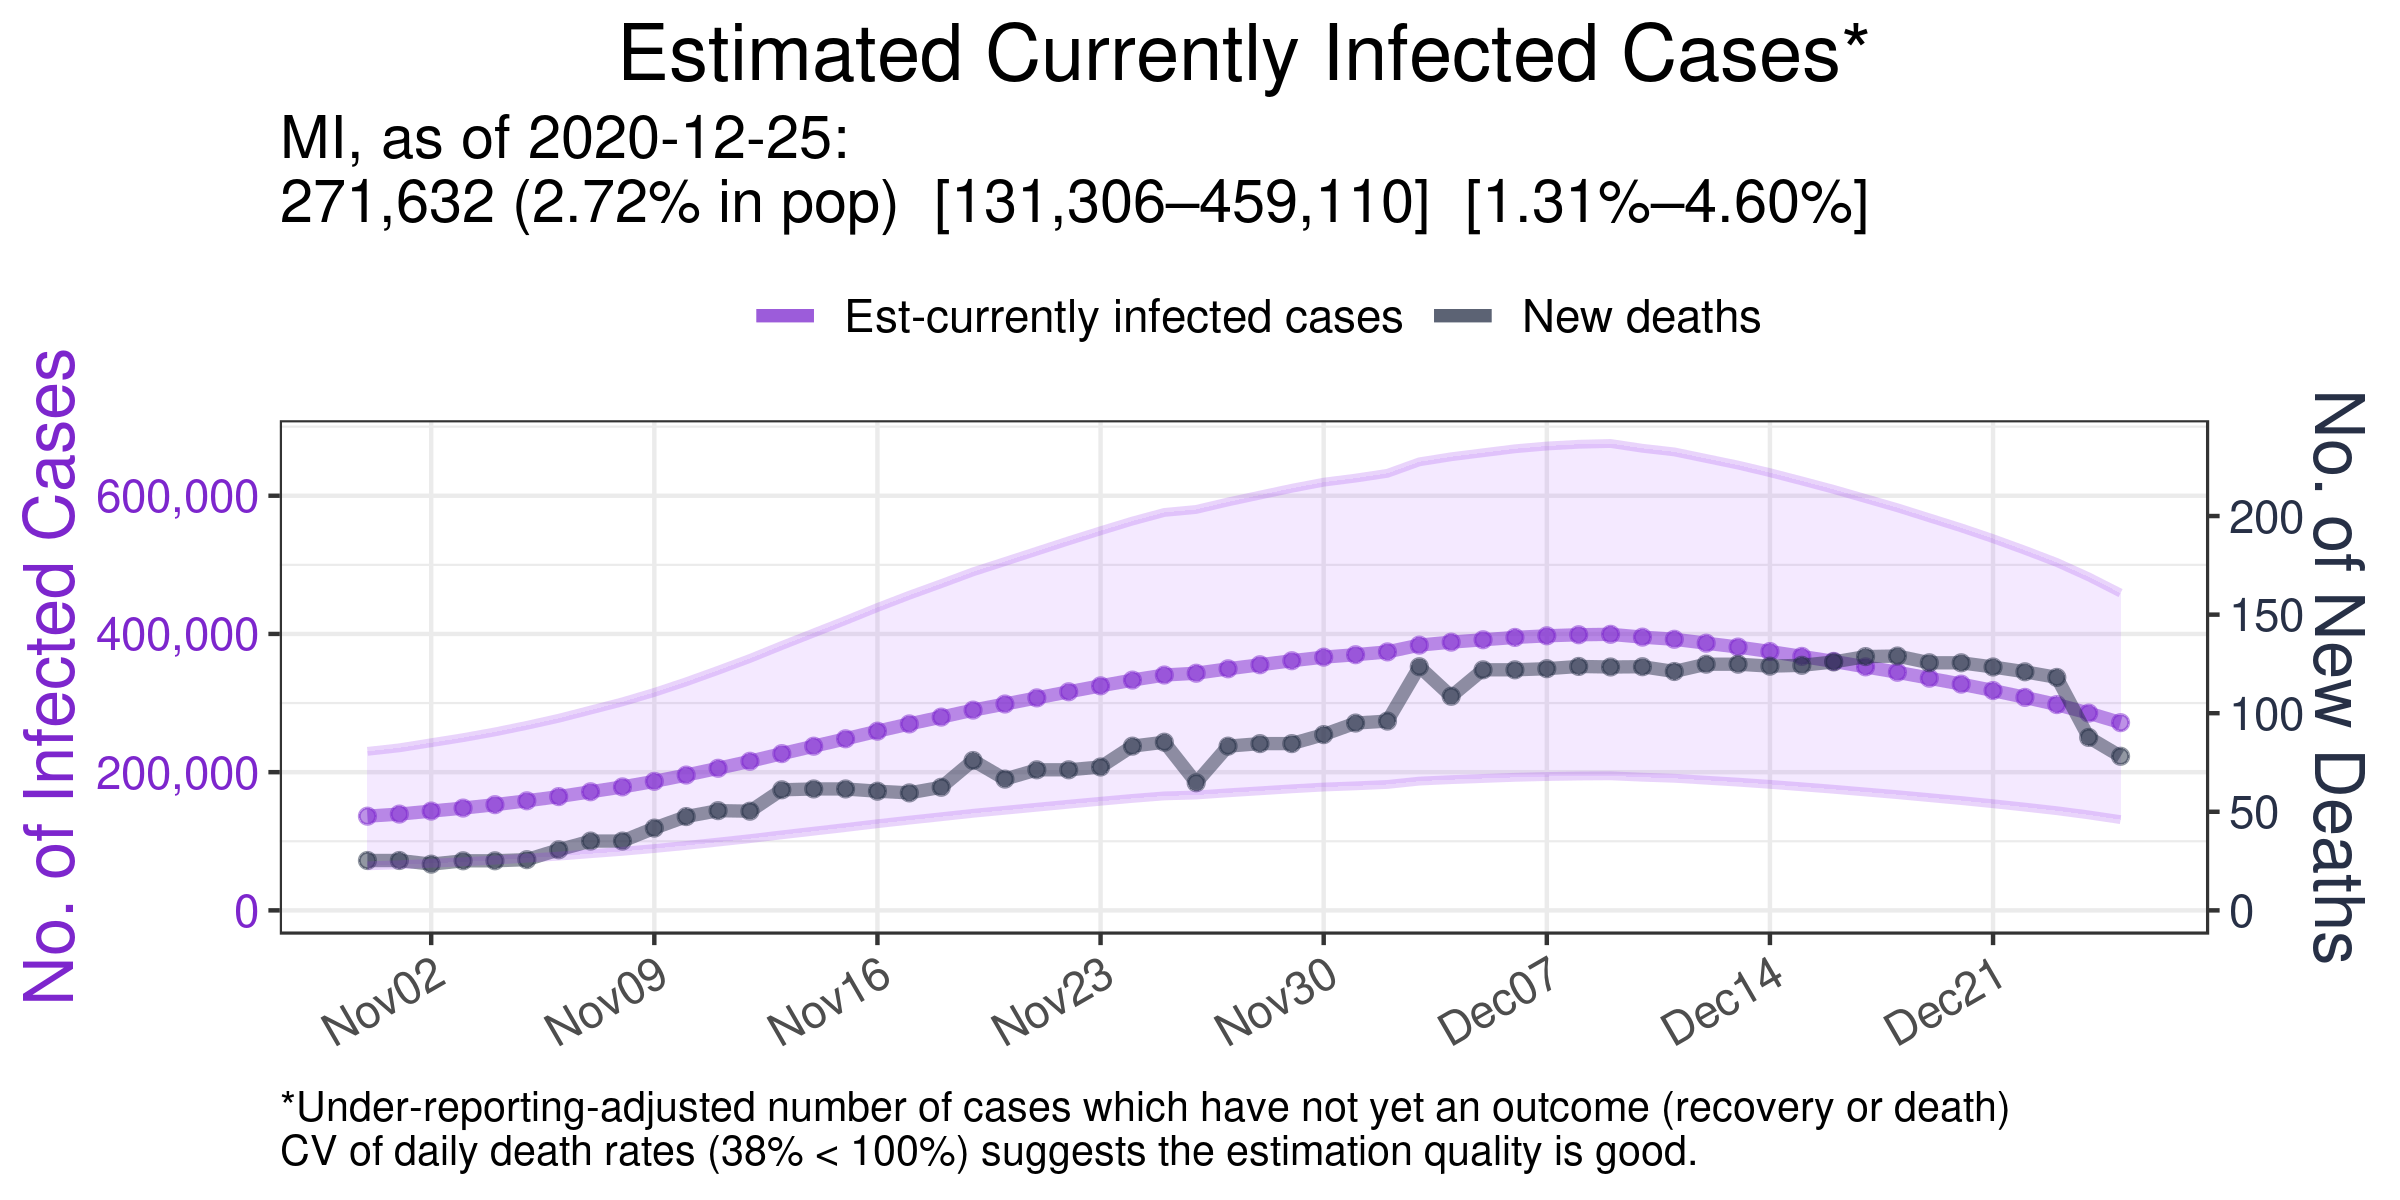 Estimated Currently Infected Cases*
MI, as of 2020-12-25:
271,632 (2.72% in pop)  [131,306–459,110]  [1.31%–4.60%]
Est-currently infected cases
New deaths
No. of Infected Cases
600,000
400,000
200,000
0
200
150
100
50
0
No. of New Deaths
Nov02
Nov09
Nov16
Nov23
Nov30
Dec07
Dec14
Dec21
*Under-reporting-adjusted number of cases which have not yet an outcome (recovery or death)
CV of daily death rates (38% < 100%) suggests the estimation quality is good.